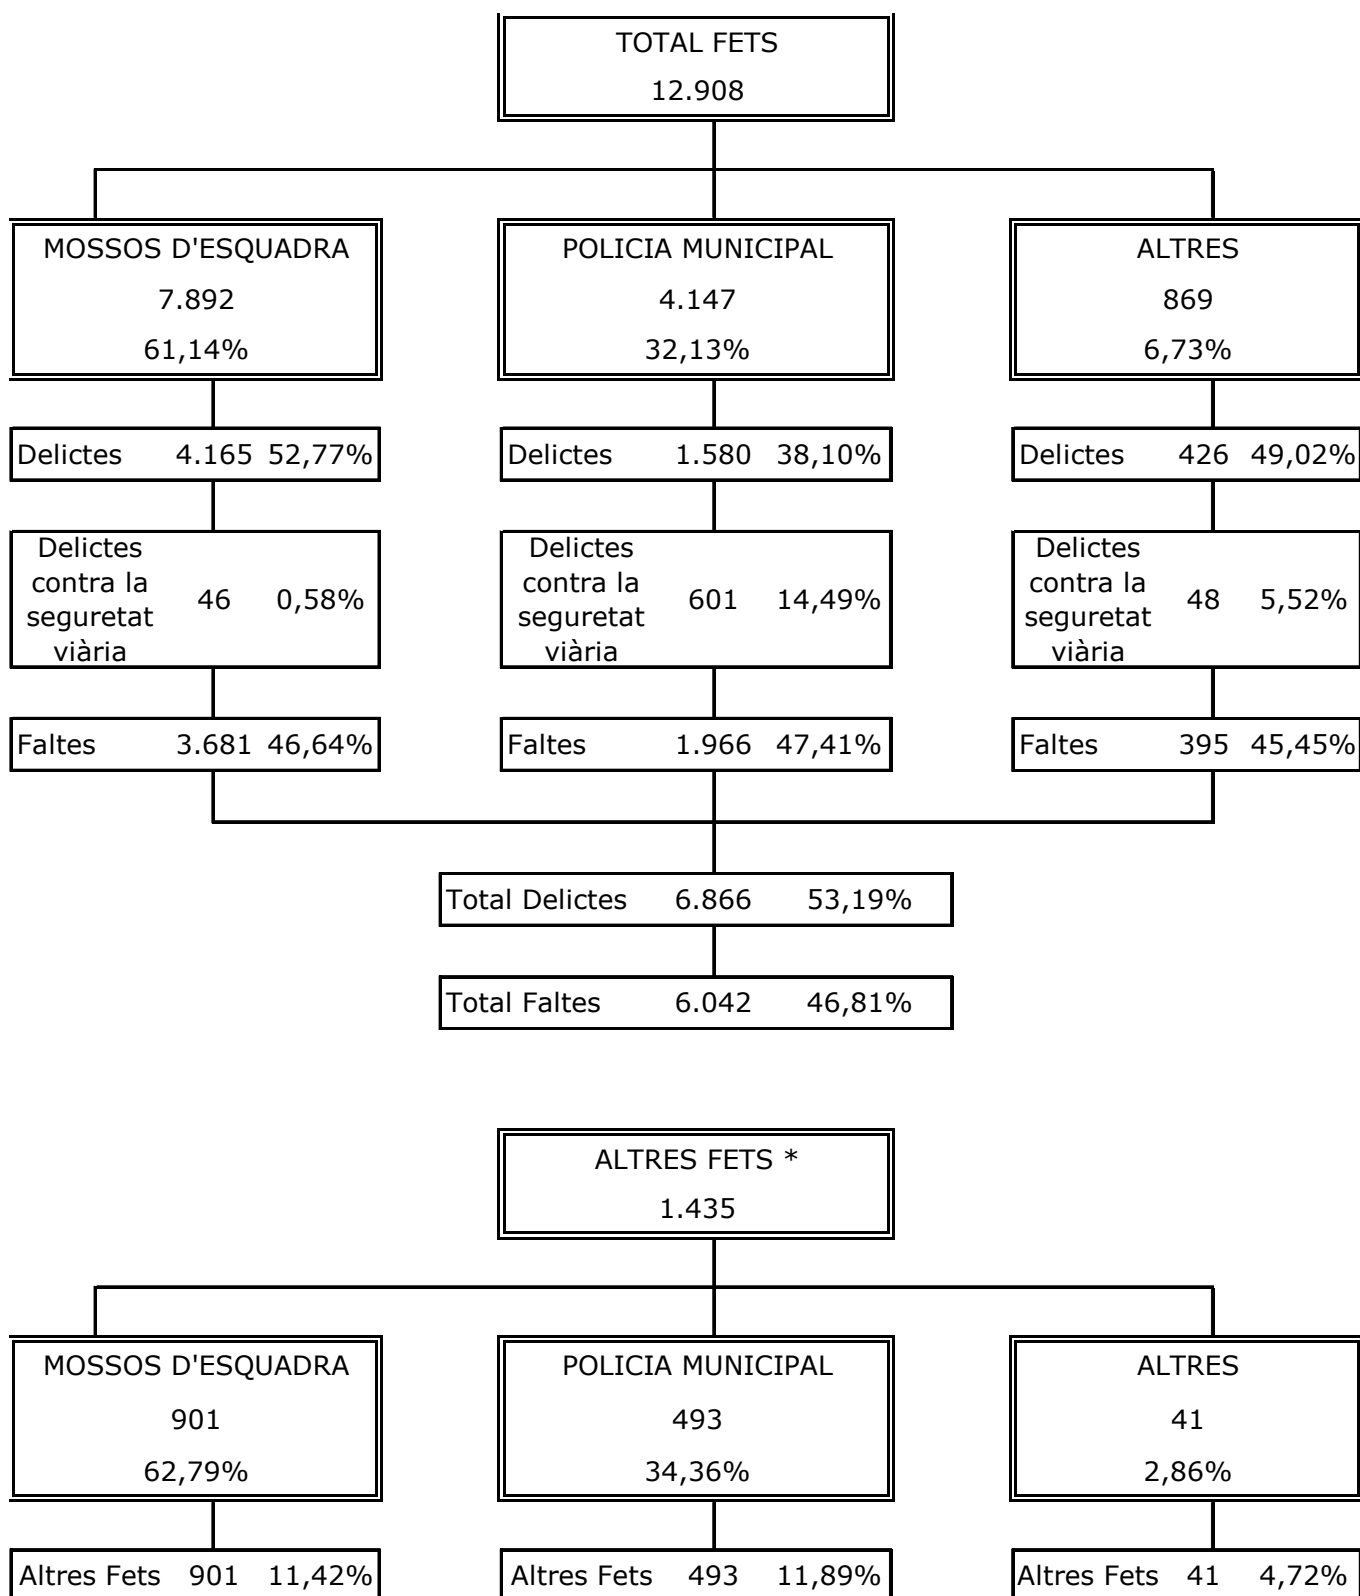 TOTAL FETS
12.908
MOSSOS D'ESQUADRA
7.892
61,14%
POLICIA MUNICIPAL
4.147
32,13%
ALTRES
869
6,73%
Delictes 4.165 52,77%
Delictes 1.580 38,10%
Delictes 426 49,02%
Delictes
contra la
seguretat
viària
46 0,58%
Delictes
contra la
seguretat
viària
601 14,49%
Delictes
contra la
seguretat
viària
48 5,52%
Faltes 3.681 46,64%
Faltes 1.966 47,41%
Faltes 395 45,45%
Total Delictes 6.866 53,19%
Total Faltes 6.042 46,81%
ALTRES FETS *
1.435
MOSSOS D'ESQUADRA
901
62,79%
POLICIA MUNICIPAL
493
34,36%
ALTRES
41
2,86%
Altres Fets 901 11,42%
Altres Fets 493 11,89%
Altres Fets 41 4,72%